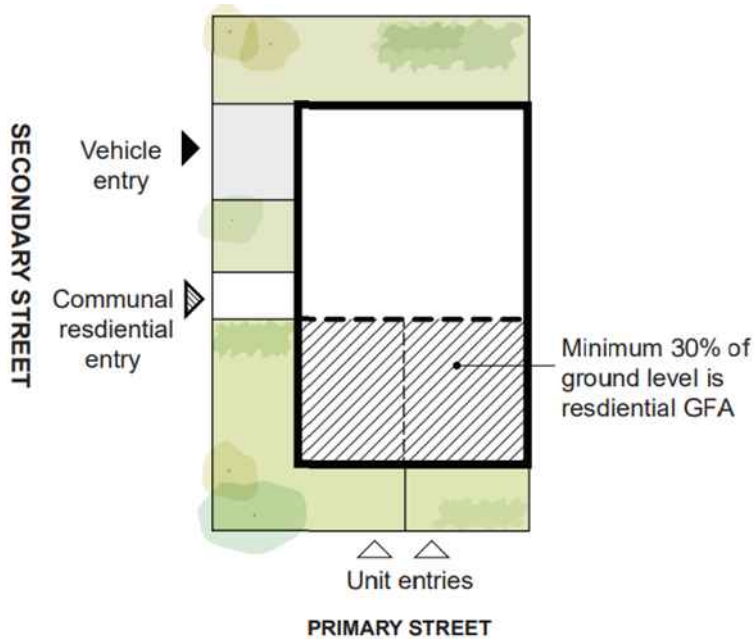 SECONDARY STREET
Vehicle
entry
Communal
resdiential
entry
Minimum 30% of
ground level is
resdiential GFA
Unit entries
PRIMARY STREET